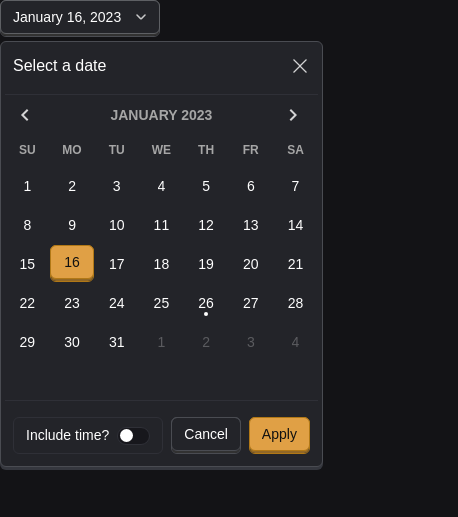 January 16, 2023
Select a date
JANUARY 2023
SU MO TU WE TH FR SA
1 2 3 4 5 6 7
8 9 10 11 12 13 14
15 16 17 18 19 20 21
22 23 24 25 26 27 28
29 30 31 1 2 3 4
Include time? Cancel Apply